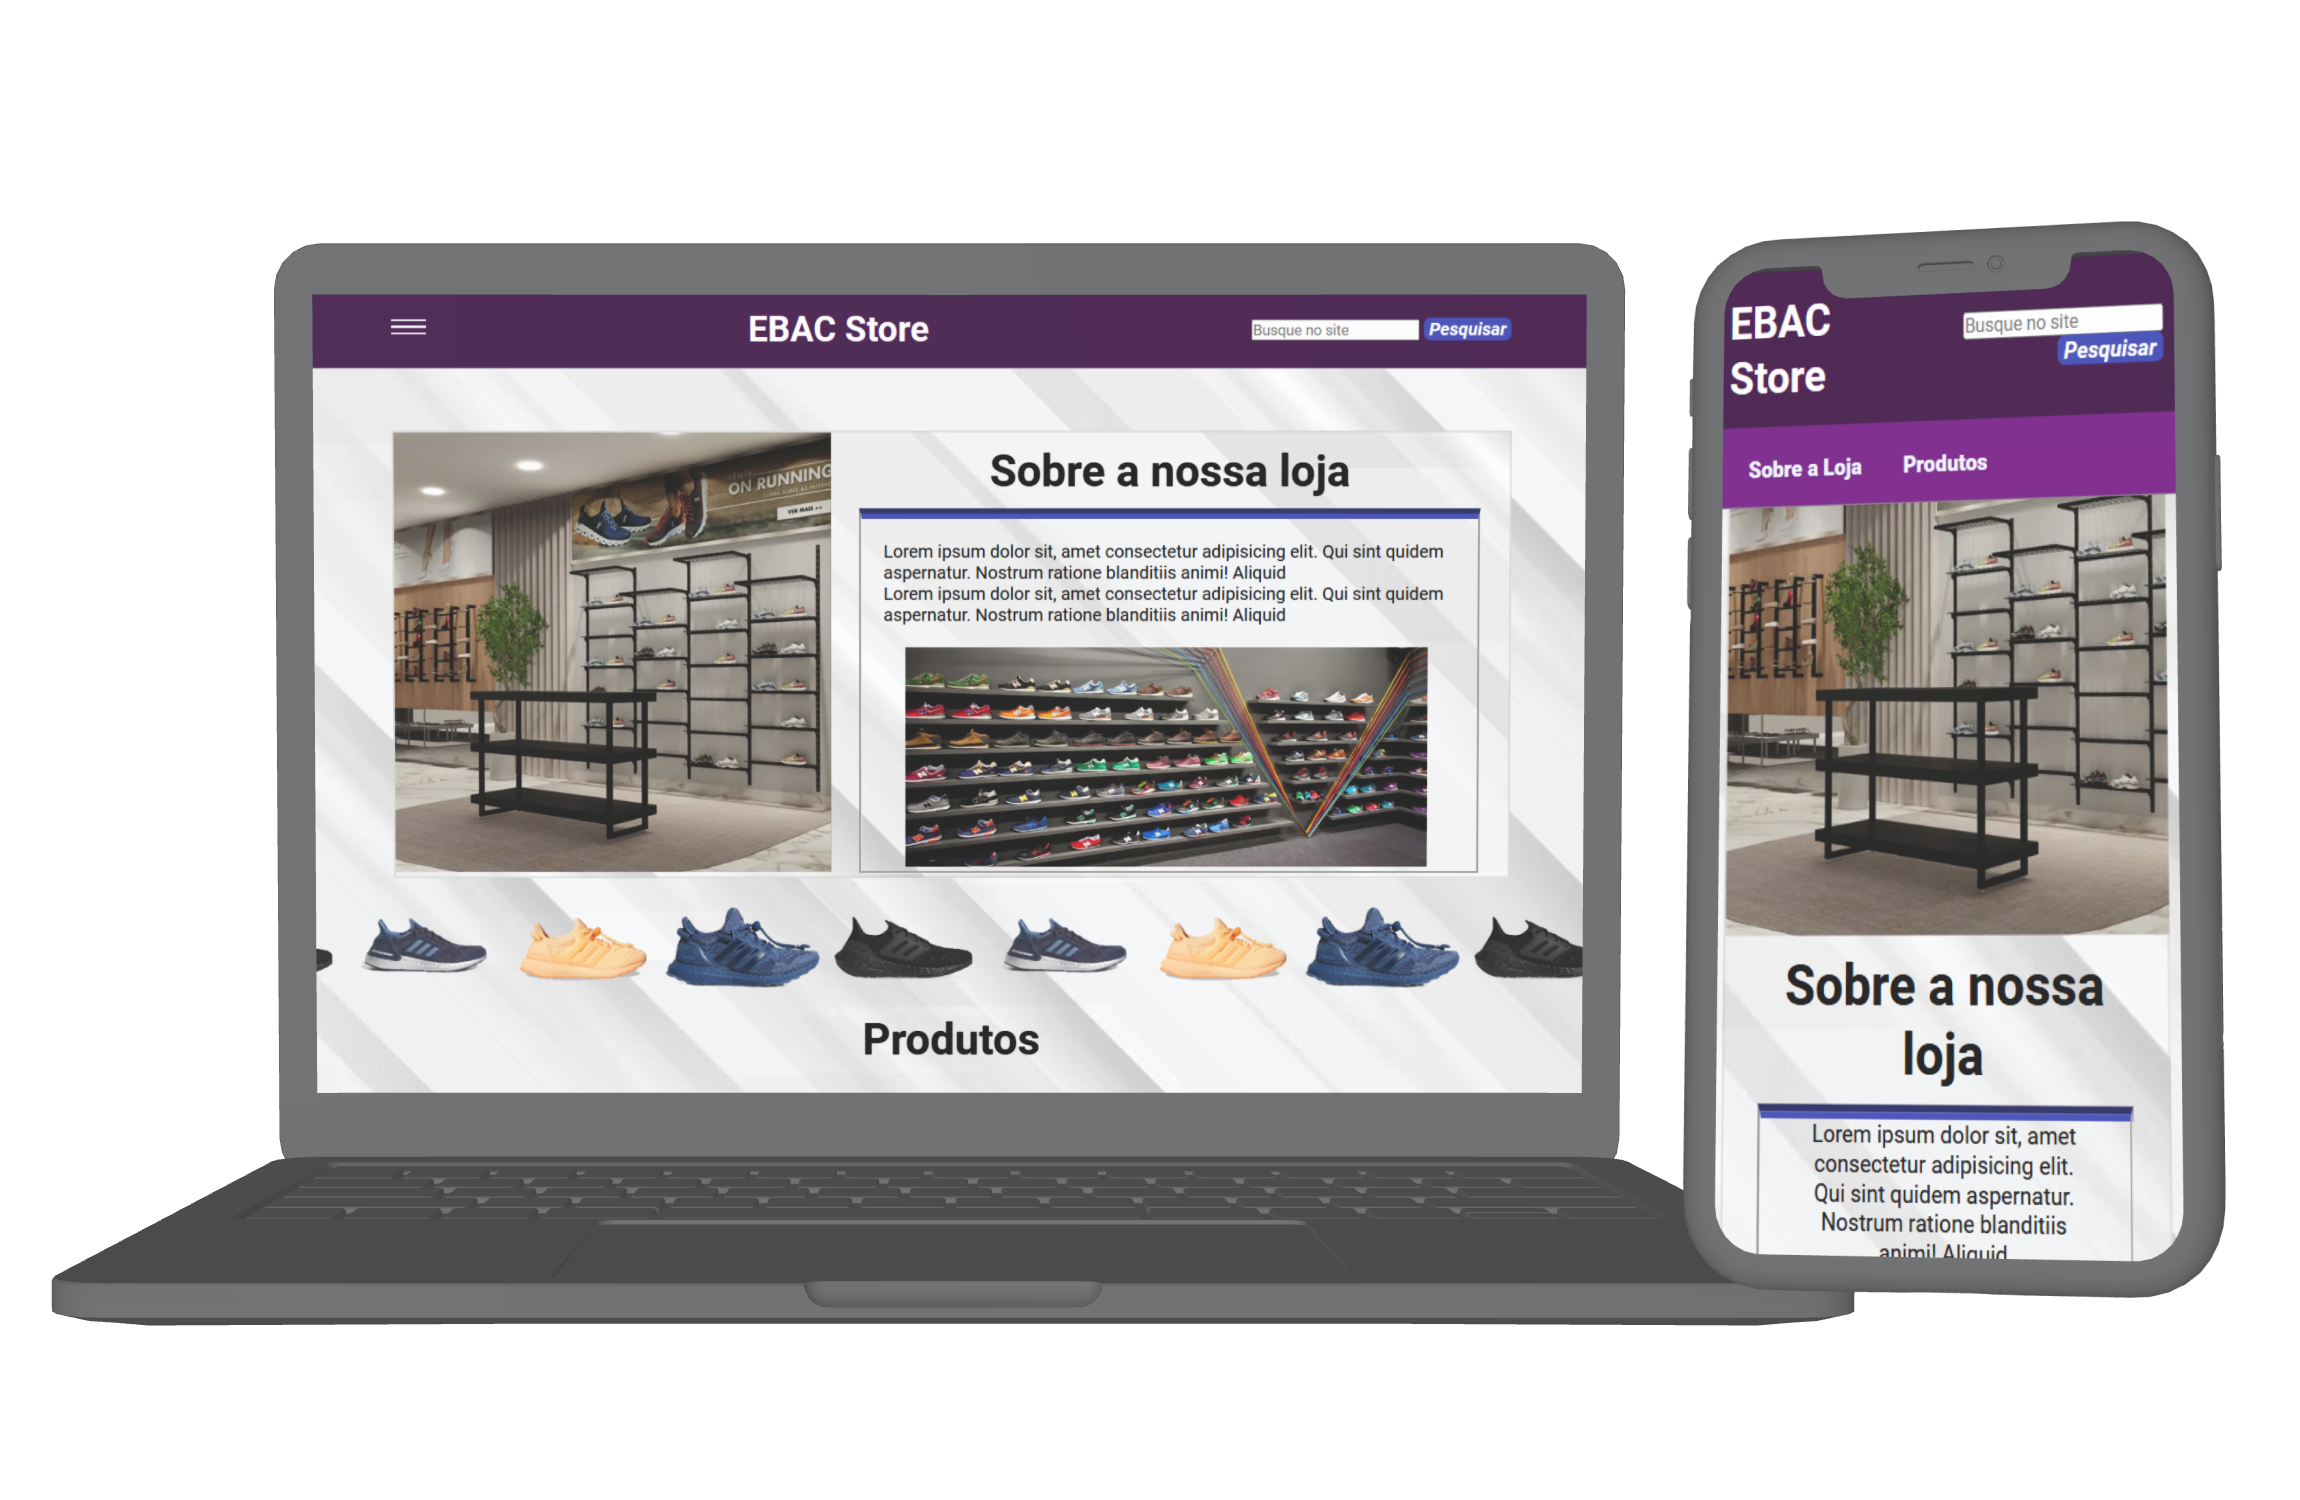 EBAC Store
Busque no site
Pesquisar
ON RUNNING
VER MAIS >>
Sobre a nossa loja
Lorem ipsum dolor sit, amet consectetur adipisicing elit. Qui sint quidem
aspernatur. Nostrum ratione blanditiis animi! Aliquid
Lorem ipsum dolor sit, amet consectetur adipisicing elit. Qui sint quidem
aspernatur. Nostrum ratione blanditiis animi! Aliquid
Produtos
EBAC
Store
Busque no site
Pesquisar
Sobre a Loja
Produtos
Sobre a nossa
loja
Lorem ipsum dolor sit, amet
consectetur adipisicing elit.
Qui sint quidem aspernatur.
Nostrum ratione blanditiis
animi! Aliquid